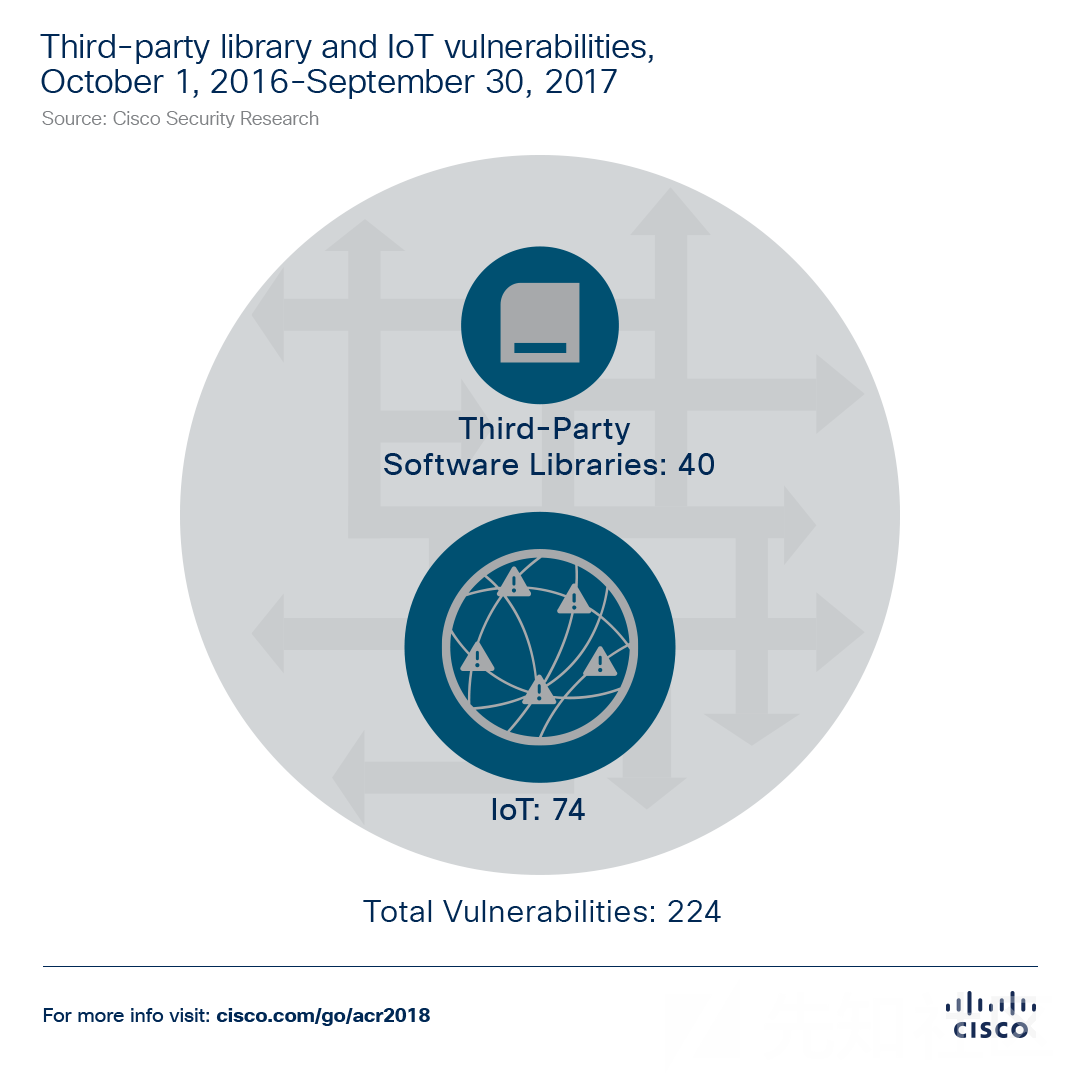 Third-party library and IoT vulnerabilities,
October 1, 2016-September 30, 2017
Source: Cisco Security Research
Third-Party
Software Libraries: 40
IoT: 74
Total Vulnerabilities: 224
For more info visit: cisco.com/go/acr2018
CISCO